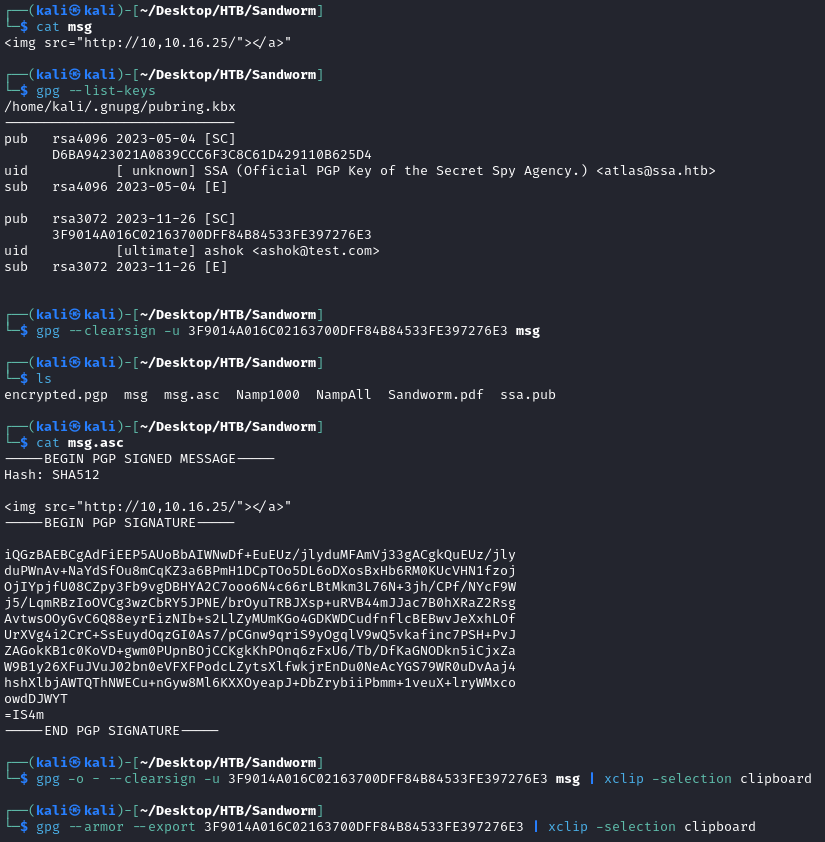 ┌──(kali㉿kali)-[~/Desktop/HTB/Sandworm]
└─$ cat msg
<img src="http://10,10.16.25/"></a>"
┌──(kali㉿kali)-[~/Desktop/HTB/Sandworm]
└─$ gpg --list-keys
/home/kali/.gnupg/pubring.kbx
-----------------------------
pub   rsa4096 2023-05-04 [SC]
      D6BA9423021A0839CCC6F3C8C61D429110B625D4
uid           [ unknown] SSA (Official PGP Key of the Secret Spy Agency.) <atlas@ssa.htb>
sub   rsa4096 2023-05-04 [E]
pub   rsa3072 2023-11-26 [SC]
      3F9014A016C02163700DFF84B84533FE397276E3
uid           [ultimate] ashok <ashok@test.com>
sub   rsa3072 2023-11-26 [E]
┌──(kali㉿kali)-[~/Desktop/HTB/Sandworm]
└─$ gpg --clearsign -u 3F9014A016C02163700DFF84B84533FE397276E3 msg
┌──(kali㉿kali)-[~/Desktop/HTB/Sandworm]
└─$ ls
encrypted.pgp  msg  msg.asc  Namp1000  NampAll  Sandworm.pdf  ssa.pub
┌──(kali㉿kali)-[~/Desktop/HTB/Sandworm]
└─$ cat msg.asc
-----BEGIN PGP SIGNED MESSAGE-----
Hash: SHA512
<img src="http://10,10.16.25/"></a>"
-----BEGIN PGP SIGNATURE-----
iQGzBAEBCgAdFiEEP5AUoBbAIWNwDf+EuEUz/jlyduMFAmVj33gACgkQuEUz/jly
duPWnAv+NaYdSfOu8mCqKZ3a6BPmH1DCpTOo5DL6oDXosBxHb6RM0KUcVHN1fzoj
OjIYpjfU08CZpy3Fb9vgDBHYA2C7ooo6N4c66rLBtMkm3L76N+3jh/CPf/NYcF9W
j5/LqmRBzIoOVCg3wzCbRY5JPNE/brOyuTRBJXsp+uRVB44mJJac7B0hXRaZ2Rsg
AvtwsOOyGvC6Q88eyrEizNIb+s2LlZyMUmKGo4GDKWDCudfnflcBEBwvJeXxhLOf
UrXVg4i2CrC+SsEuydOqzGI0As7/pCGnw9qriS9yOgqlV9wQ5vkafinc7PSH+PvJ
ZAGokKB1c0KoVD+gwm0PUpnBOjCCKgkKhPOnq6zFxU6/Tb/DfKaGNODkn5iCjxZa
W9B1y26XFuJVuJ02bn0eVFXFPodcLZytsXlfwkjrEnDu0NeAcYGS79WR0uDvAaj4
hshXlbjAWTQThNWECu+nGyw8Ml6KXXOyeapJ+DbZrybiiPbmm+1veuX+lryWMxco
owdDJWYT
=IS4m
-----END PGP SIGNATURE-----
┌──(kali㉿kali)-[~/Desktop/HTB/Sandworm]
└─$ gpg -o - --clearsign -u 3F9014A016C02163700DFF84B84533FE397276E3 msg | xclip -selection clipboard
┌──(kali㉿kali)-[~/Desktop/HTB/Sandworm]
└─$ gpg --armor --export 3F9014A016C02163700DFF84B84533FE397276E3 | xclip -selection clipboard